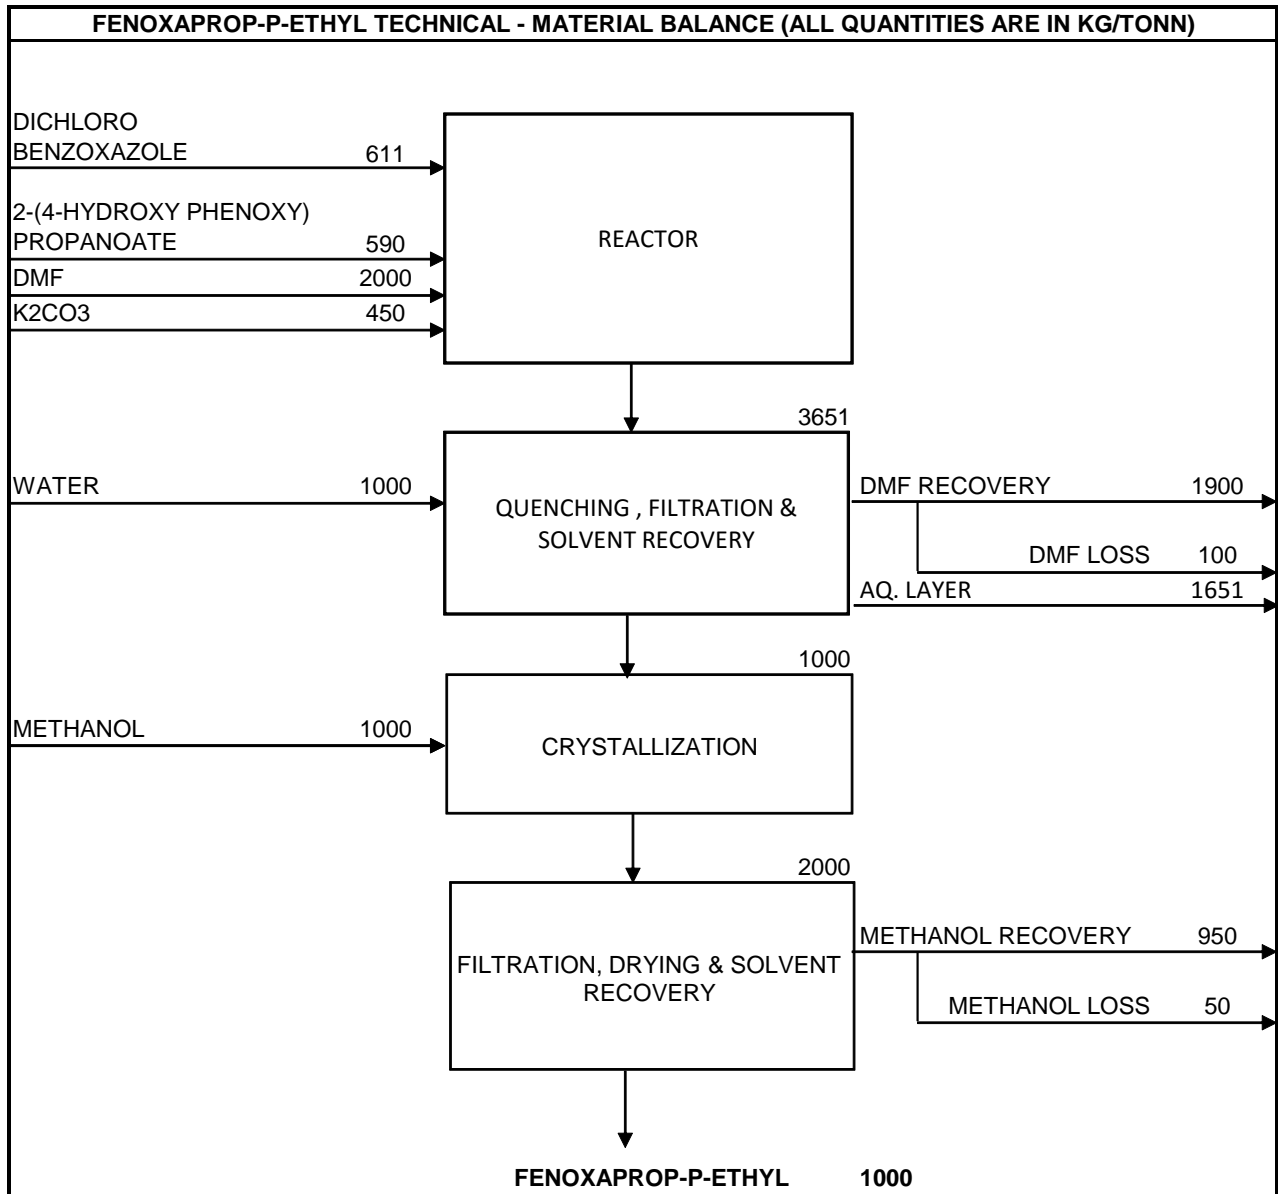 FENOXAPROP-P-ETHYL TECHNICAL - MATERIAL BALANCE (ALL QUANTITIES ARE IN KG/TONN)
DICHLORO
BENZOXAZOLE 611
2-(4-HYDROXY PHENOXY)
PROPANOATE 590
DMF 2000
K2CO3 450
REACTOR
3651
WATER 1000
QUENCHING , FILTRATION &
SOLVENT RECOVERY
DMF RECOVERY 1900
DMF LOSS 100
AQ. LAYER 1651
1000
METHANOL 1000
CRYSTALLIZATION
2000
FILTRATION, DRYING & SOLVENT
RECOVERY
METHANOL RECOVERY 950
METHANOL LOSS 50
FENOXAPROP-P-ETHYL 1000